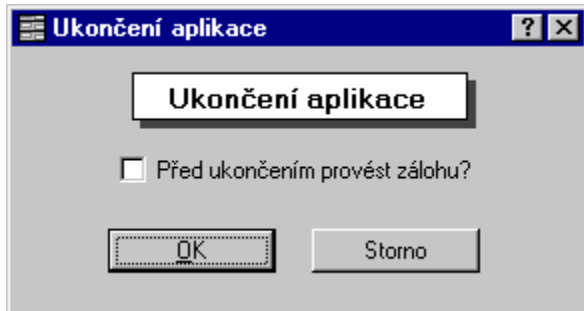 Ukončení aplikace
Ukončení aplikace
Před ukončením provést zálohu?
OK
Storno